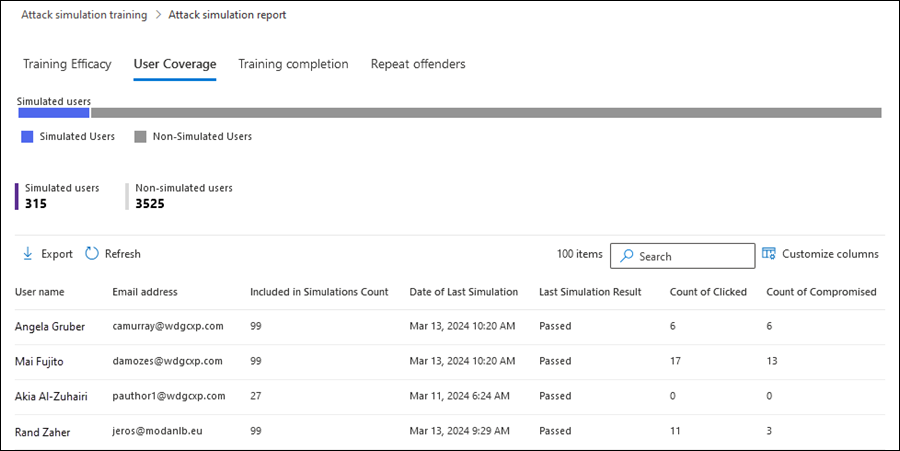 Attack simulation training > Attack simulation report
Training Efficacy User Coverage Training completion Repeat offenders
Simulated users
Simulated Users Non-Simulated Users
Simulated users Non-simulated users
315 3525
Export Refresh 100 items Search Customize columns
User name Email address Included in Simulations Count Date of Last Simulation Last Simulation Result Count of Clicked Count of Compromised
Angela Gruber camurray@wdgcxp.com 99 Mar 13, 2024 10:20 AM Passed 6 6
Mai Fujito damozes@wdgcxp.com 99 Mar 13, 2024 10:20 AM Passed 17 13
Akia Al-Zuhairi pauthor1@wdgcxp.com 27 Mar 11, 2024 6:24 AM Passed 0 0
Rand Zaher jeros@modanlb.eu 99 Mar 13, 2024 9:29 AM Passed 11 3